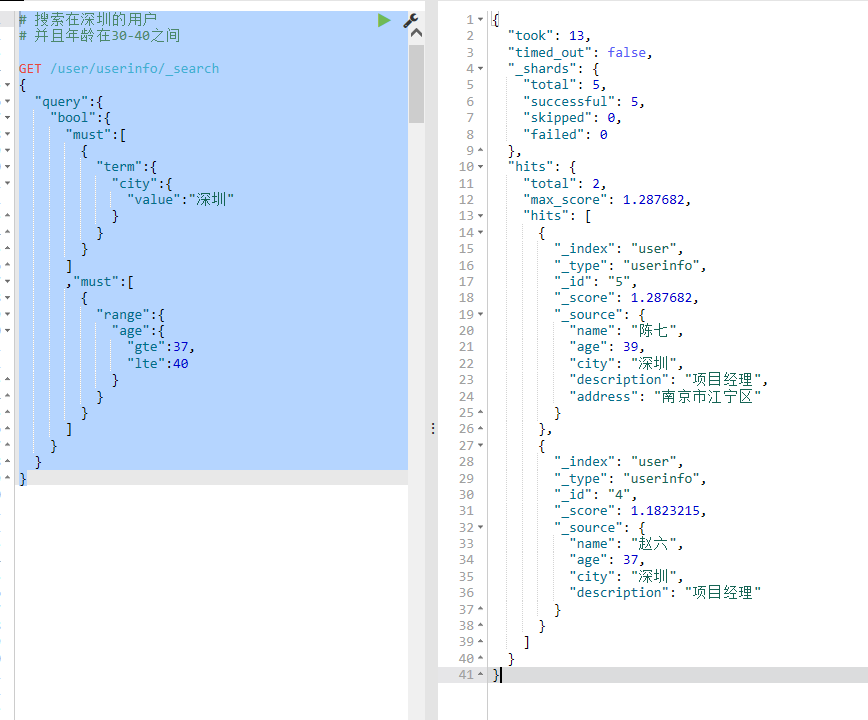 # 搜索在深圳的用户
# 并且年龄在30-40之间
GET /user/userinfo/_search
{
  "query":{
    "bool":{
      "must":[
        {
          "term":{
            "city":{
              "value":"深圳"
            }
          }
        }
      ]
      ,"must":[
        {
          "range":{
            "age":{
              "gte":37,
              "lte":40
            }
          }
        }
      ]
    }
  }
}
1 {
2   "took": 13,
3   "timed_out": false,
4   "_shards": {
5     "total": 5,
6     "successful": 5,
7     "skipped": 0,
8     "failed": 0
9   },
10   "hits": {
11     "total": 2,
12     "max_score": 1.287682,
13     "hits": [
14       {
15         "_index": "user",
16         "_type": "userinfo",
17         "_id": "5",
18         "_score": 1.287682,
19         "_source": {
20           "name": "陈七",
21           "age": 39,
22           "city": "深圳",
23           "description": "项目经理",
24           "address": "南京市江宁区"
25         }
26       },
27       {
28         "_index": "user",
29         "_type": "userinfo",
30         "_id": "4",
31         "_score": 1.1823215,
32         "_source": {
33           "name": "赵六",
34           "age": 37,
35           "city": "深圳",
36           "description": "项目经理"
37         }
38       }
39     ]
40   }
41 }